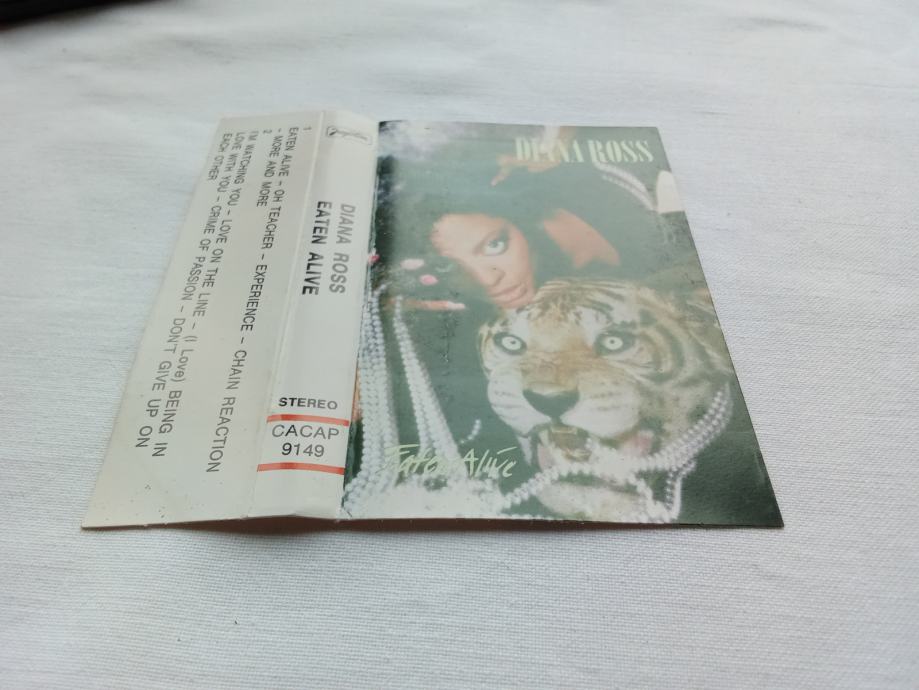 DIANA ROSS
Eaten Alive
DIANA ROSS
EATEN ALIVE
STEREO
CACAP
9149
1
EATEN ALIVE – OH TEACHER – EXPERIENCE – CHAIN REACTION
– MORE AND MORE
2
I'M WATCHING YOU – LOVE ON THE LINE – (I Love) BEING IN
LOVE WITH YOU – CRIME OF PASSION – DON'T GIVE UP ON
EACH OTHER